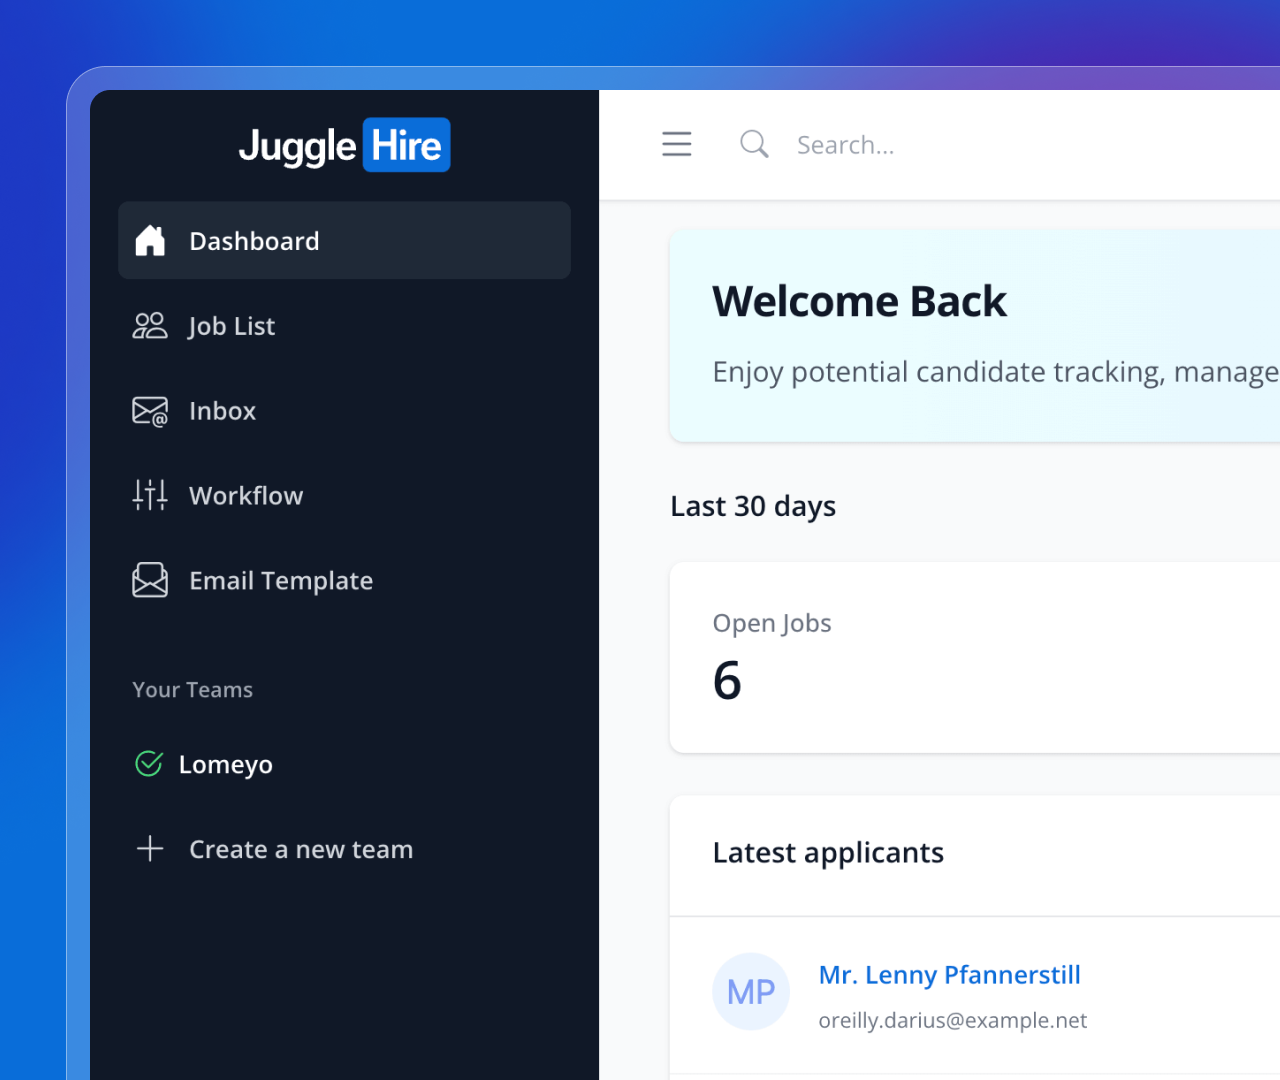 Juggle Hire
Dashboard
Job List
Inbox
Workflow
Email Template
Your Teams
Lomeyo
Create a new team
Search...
Welcome Back
Enjoy potential candidate tracking, manage
Last 30 days
Open Jobs
6
Latest applicants
MP
Mr. Lenny Pfannerstill
oreilly.darius@example.net